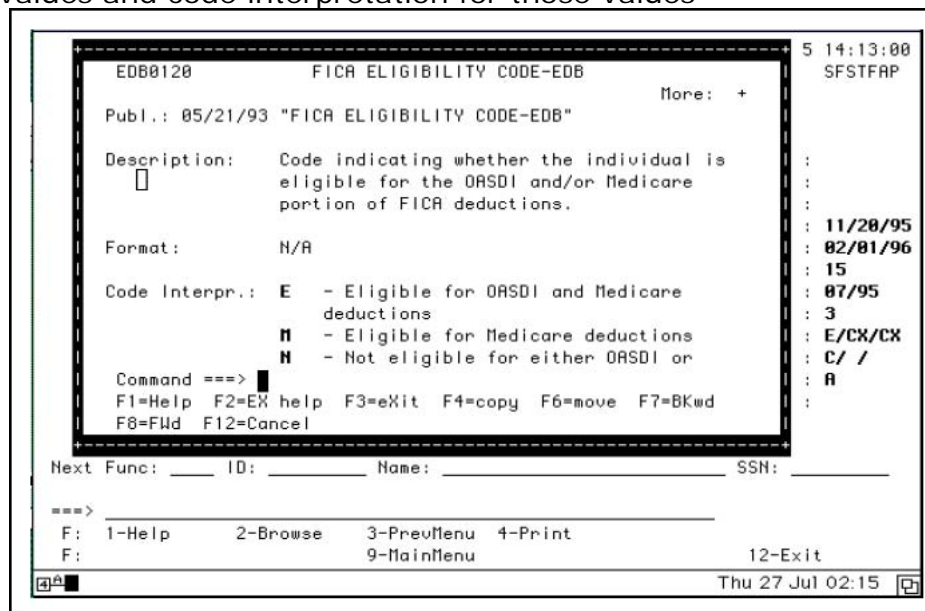 values and code interpretation for those values
5 14:13:00
EDB0120 FICA ELIGIBILITY CODE-EDB SFSTFAP
More: +
Publ.: 05/21/93 "FICA ELIGIBILITY CODE-EDB"
Description: Code indicating whether the individual is :
eligible for the OASDI and/or Medicare :
portion of FICA deductions. :
: 11/20/95
Format: N/A : 02/01/96
: 15
Code Interpr.: E - Eligible for OASDI and Medicare : 07/95
deductions : 3
M - Eligible for Medicare deductions : E/CX/CX
N - Not eligible for either OASDI or : C/ /
Command ===> : A
F1=Help F2=EX help F3=eXit F4=copy F6=move F7=BKwd :
F8=FWd F12=Cancel
Next Func: ____ ID: _________ Name: __________________________ SSN: _________
===>
F: 1-Help 2-Browse 3-PrevMenu 4-Print
F: 9-MainMenu 12-Exit
4 A Thu 27 Jul 02:15